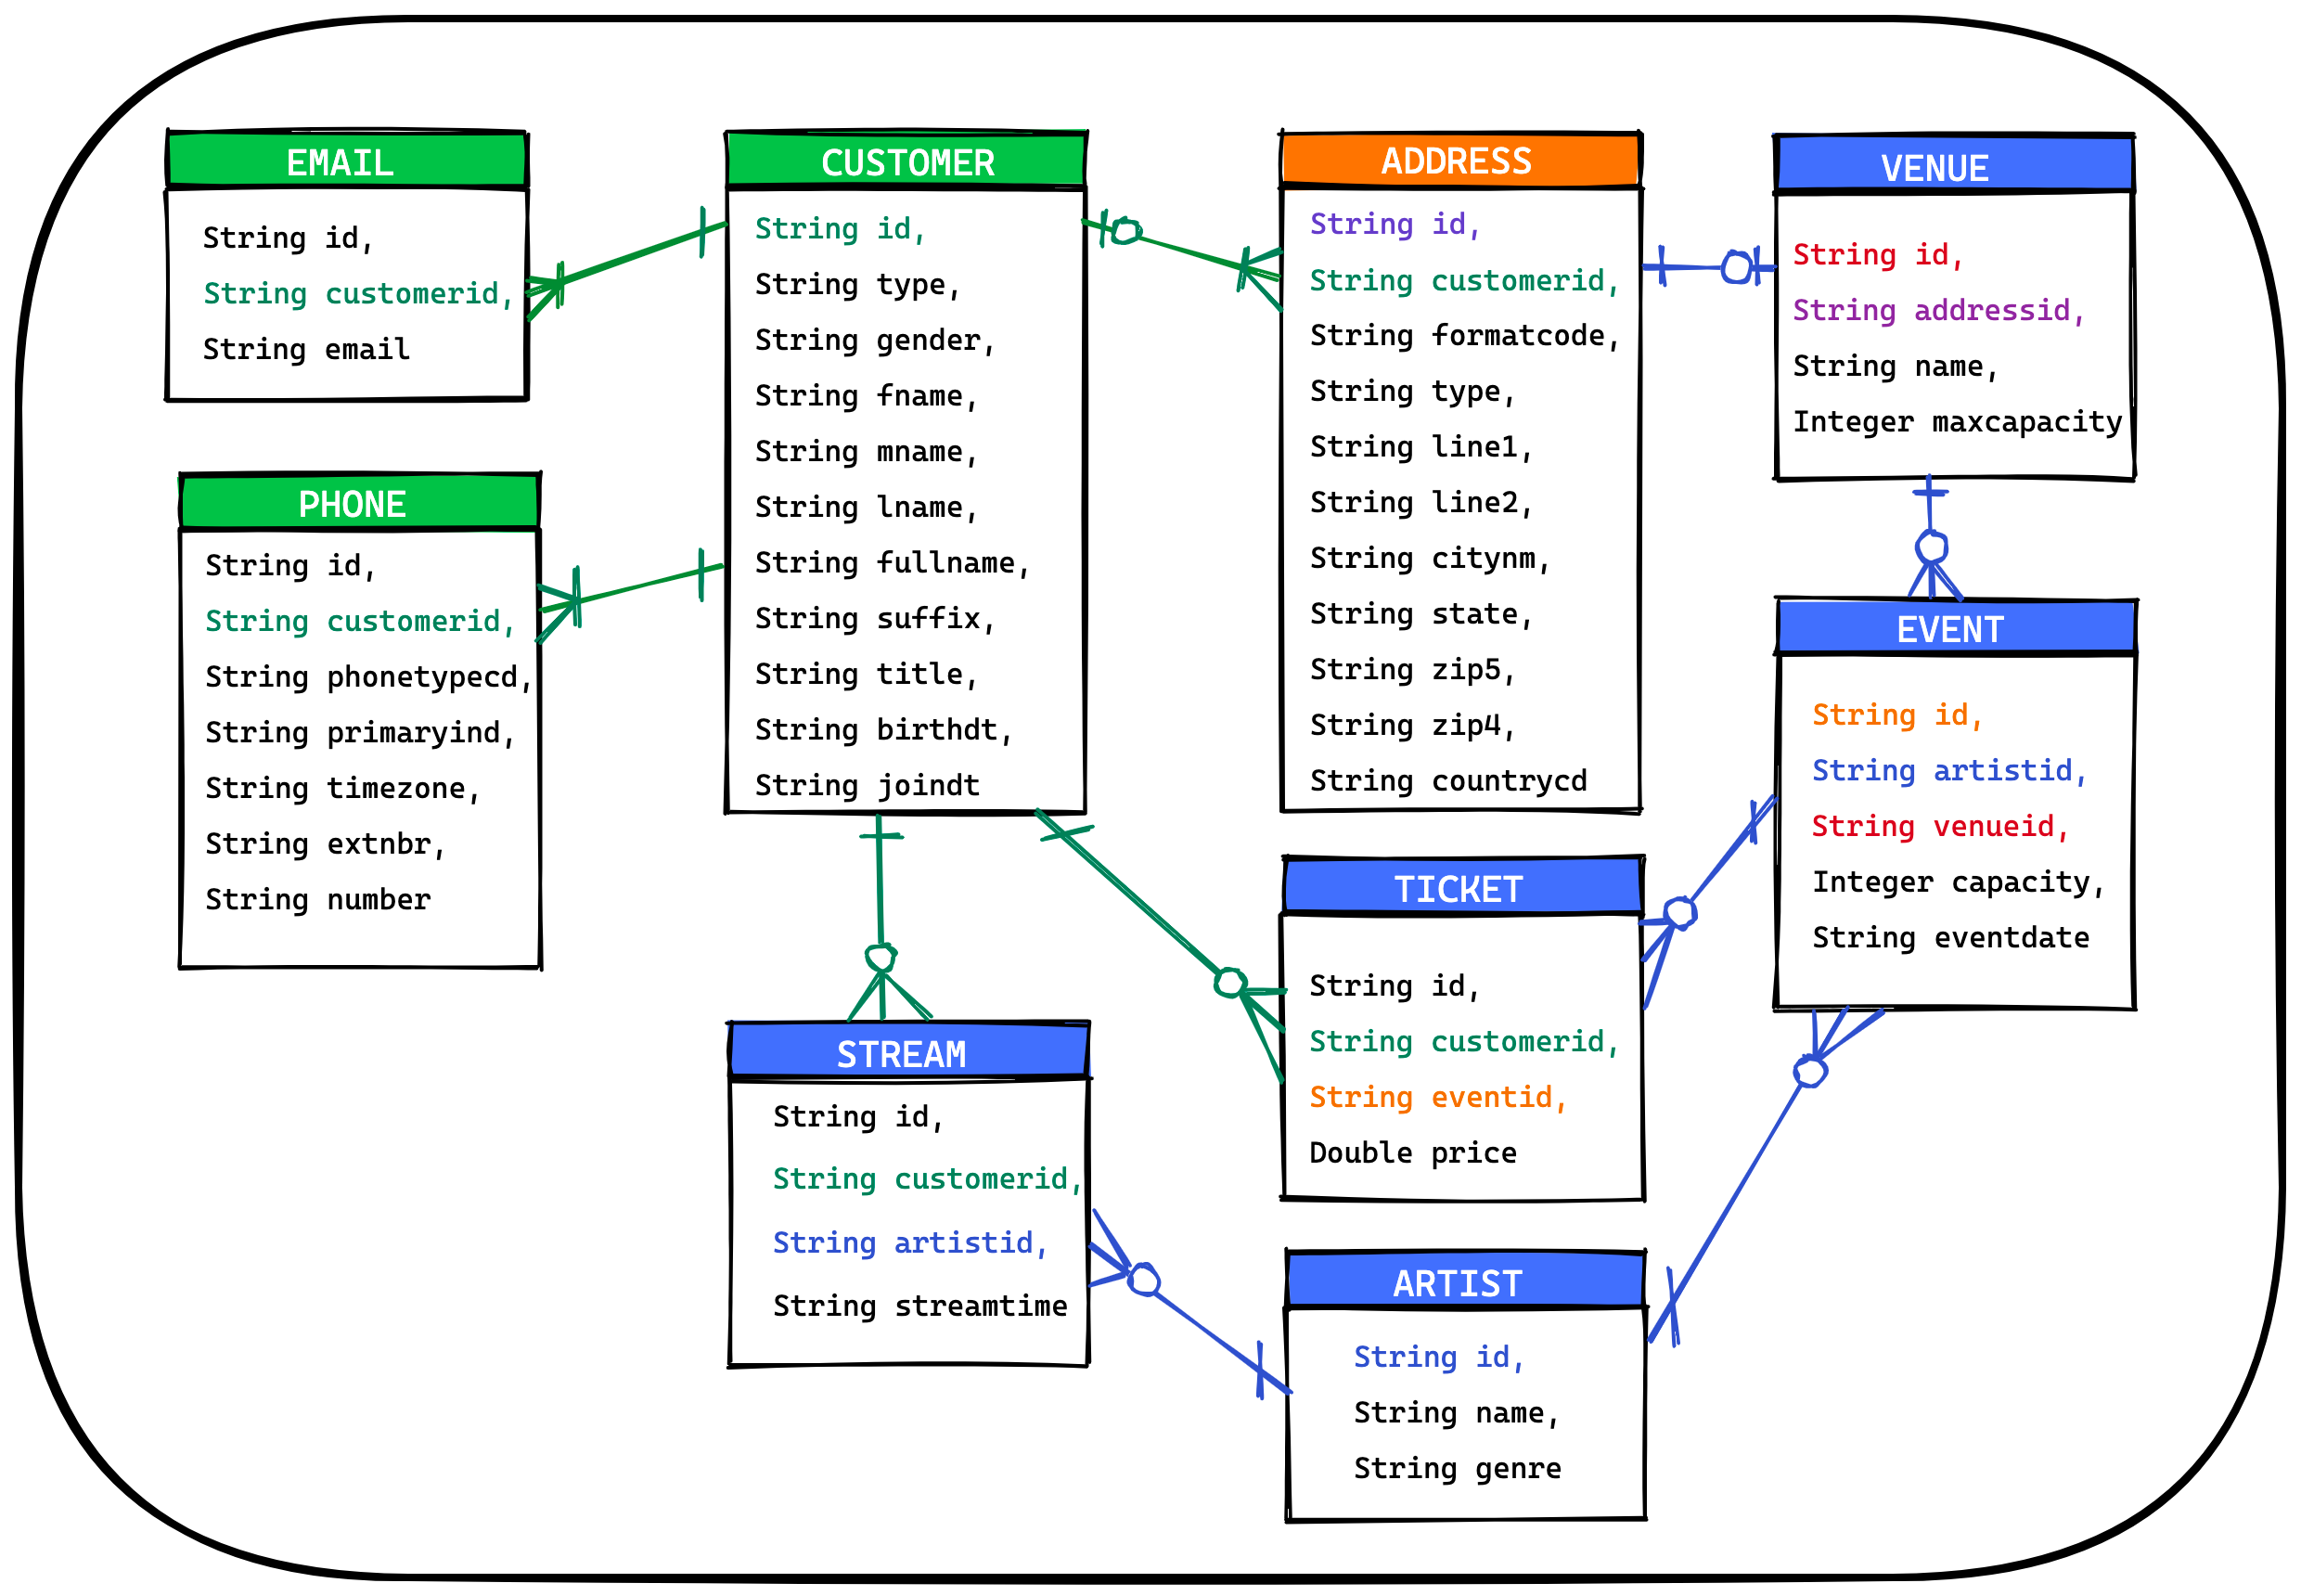 EMAIL
String id,
String customerid,
String email
PHONE
String id,
String customerid,
String phonetypecd,
String primaryind,
String timezone,
String extnbr,
String number
CUSTOMER
String id,
String type,
String gender,
String fname,
String mname,
String lname,
String fullname,
String suffix,
String title,
String birthdt,
String joindt
STREAM
String id,
String customerid,
String artistid,
String streamtime
ADDRESS
String id,
String customerid,
String formatcode,
String type,
String line1,
String line2,
String citynm,
String state,
String zip5,
String zip4,
String countrycd
TICKET
String id,
String customerid,
String eventid,
Double price
ARTIST
String id,
String name,
String genre
VENUE
String id,
String addressid,
String name,
Integer maxcapacity
EVENT
String id,
String artistid,
String venueid,
Integer capacity,
String eventdate